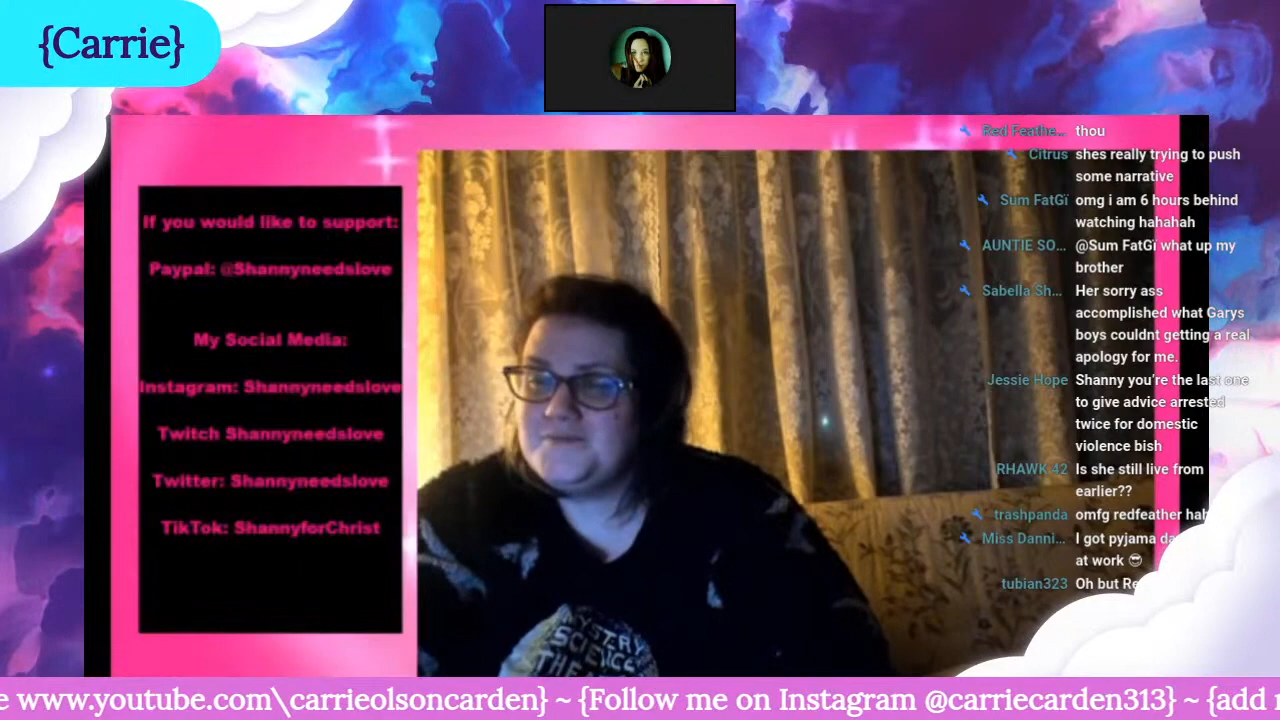 {Carrie}
If you would like to support:
Paypal: @Shannyneedslove
My Social Media:
Instagram: Shannyneedslove
Twitch Shannyneedslove
Twitter: Shannyneedslove
TikTok: ShannyforChrist
MYSTERY
SCIENCE
THE
Red Feathe... thou
Citrus shes really trying to push
some narrative
Sum FatGï omg i am 6 hours behind
watching hahahah
AUNTIE SO... @Sum FatGï what up my
brother
Sabella Sh... Her sorry ass
accomplished what Garys
boys couldnt getting a real
apology for me.
Jessie Hope Shanny you're the last one
to give advice arrested
twice for domestic
violence bish
RHAWK 42 Is she still live from
earlier??
trashpanda omfg redfeather hah
Miss Danni... I got pyjama da
at work 😎
tubian323 Oh but Re
e www.youtube.com\carrieolsoncarden} ~ {Follow me on Instagram @carriecarden313} ~ {add